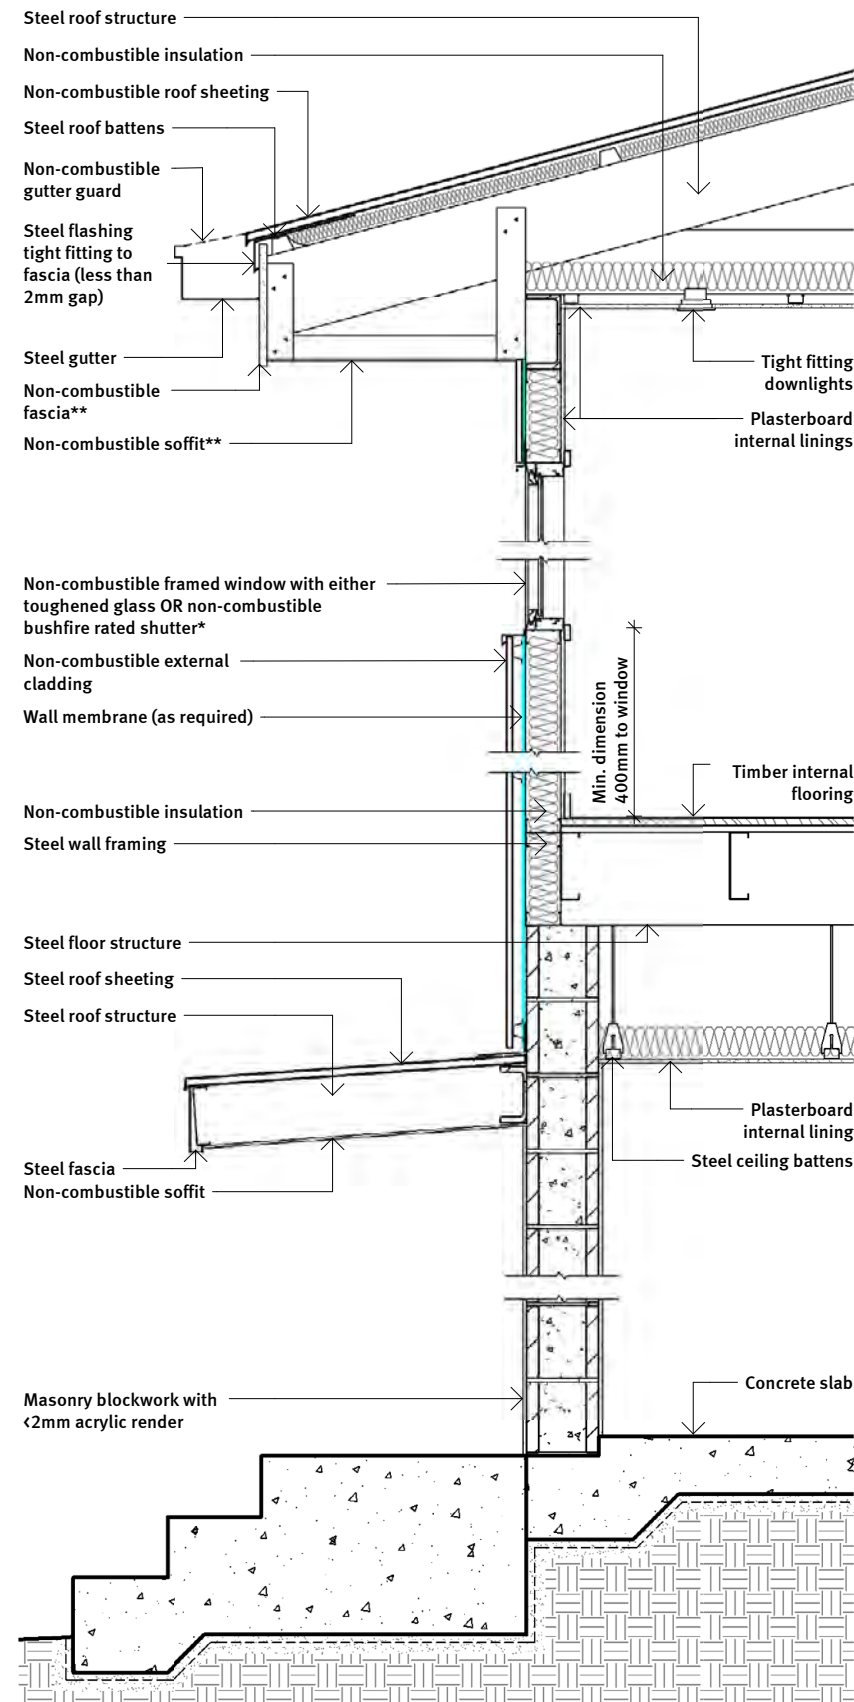 Steel roof structure
Non-combustible insulation
Non-combustible roof sheeting
Steel roof battens
Non-combustible
gutter guard
Steel flashing
tight fitting to
fascia (less than
2mm gap)
Steel gutter
Non-combustible
fascia**
Non-combustible soffit**
Tight fitting
downlights
Plasterboard
internal linings
Non-combustible framed window with either
toughened glass OR non-combustible
bushfire rated shutter*
Non-combustible external
cladding
Wall membrane (as required)
Min. dimension
400mm to window
Timber internal
flooring
Non-combustible insulation
Steel wall framing
Steel floor structure
Steel roof sheeting
Steel roof structure
Plasterboard
internal lining
Steel ceiling battens
Steel fascia
Non-combustible soffit
Masonry blockwork with
<2mm acrylic render
Concrete slab